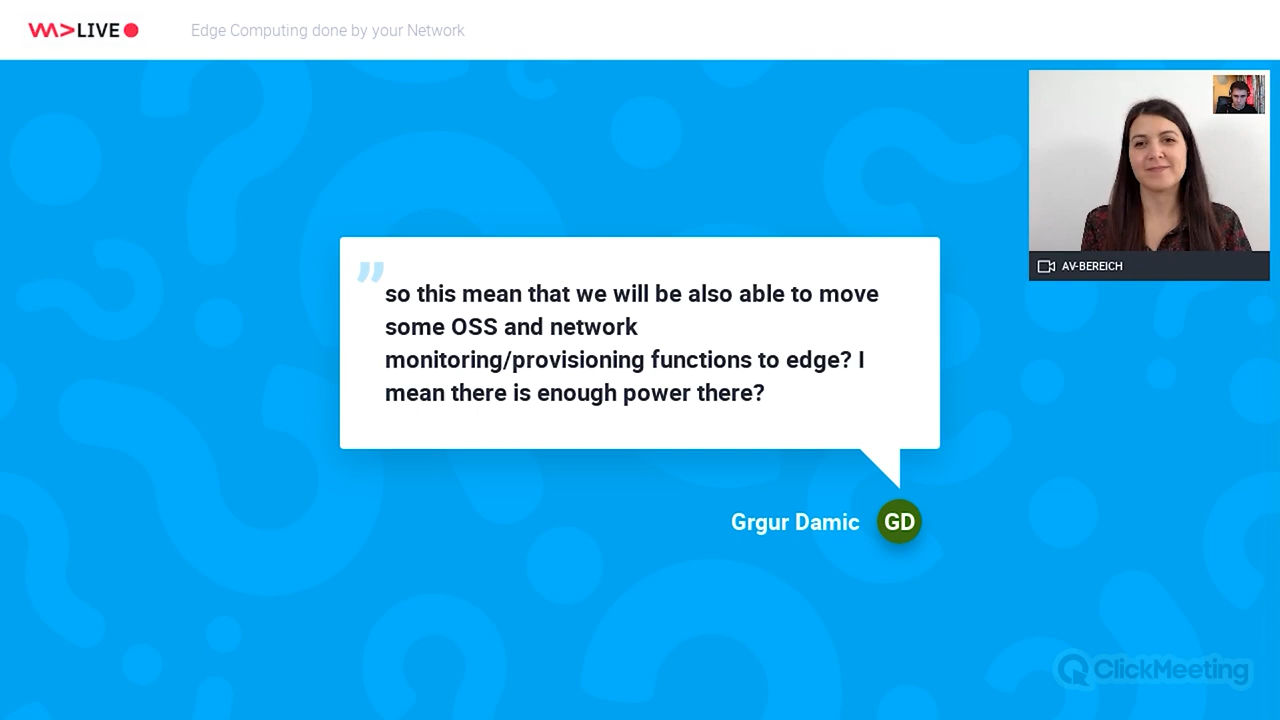 LIVE
Edge Computing done by your Network
AV-BEREICH
"
so this mean that we will be also able to move
some OSS and network
monitoring/provisioning functions to edge? I
mean there is enough power there?
Grgur Damic
GD
ClickMeeting